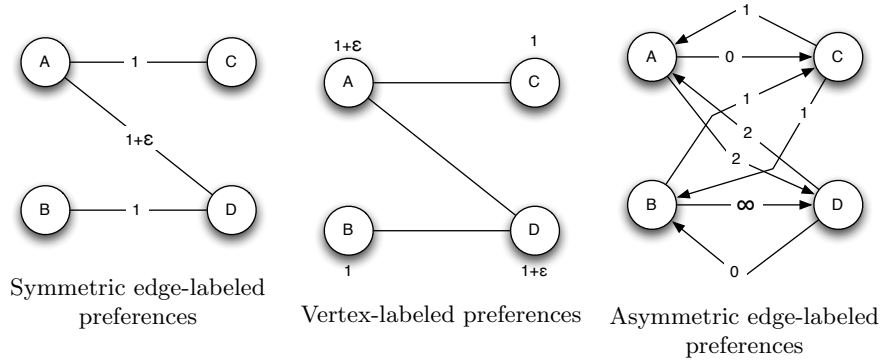 A 1 C
1+ε
B 1 D
Symmetric edge-labeled
preferences
1+ε 1
A C
B D
1 1+ε
Vertex-labeled preferences
1
A 0 C
1 1
2
2
B ∞ D
0
Asymmetric edge-labeled
preferences